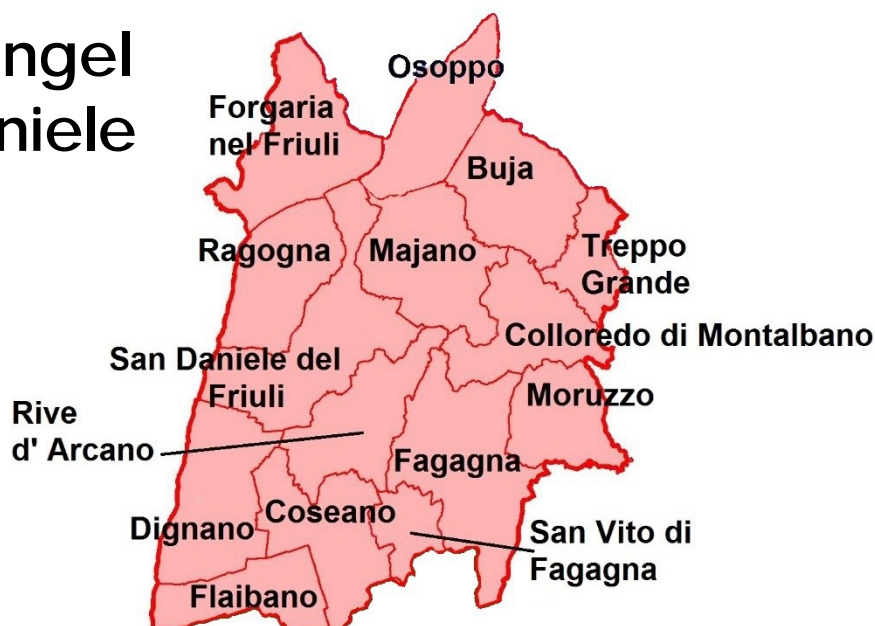 ngel
niele
Osoppo
Forgaria
nel Friuli
Buja
Ragogna
Majano
Treppo
Grande
Colloredo di Montalbano
San Daniele del
Friuli
Moruzzo
Rive
d' Arcano
Fagagna
Coseano
Dignano
San Vito di
Fagagna
Flaibano